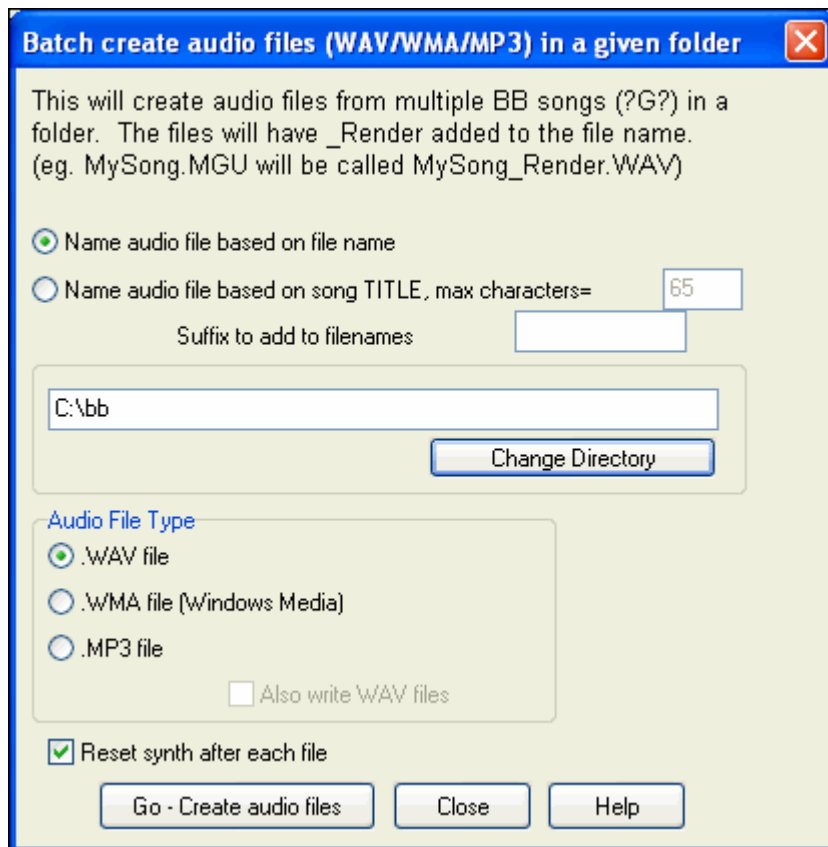 Batch create audio files (WAV/WMA/MP3) in a given folder
This will create audio files from multiple BB songs (?G?) in a
folder.  The files will have _Render added to the file name.
(eg. MySong.MGU will be called MySong_Render.WAV)
Name audio file based on file name
Name audio file based on song TITLE, max characters= 65
Suffix to add to filenames
C:\bb
Change Directory
Audio File Type
.WAV file
.WMA file (Windows Media)
.MP3 file
Also write WAV files
Reset synth after each file
Go - Create audio files Close Help